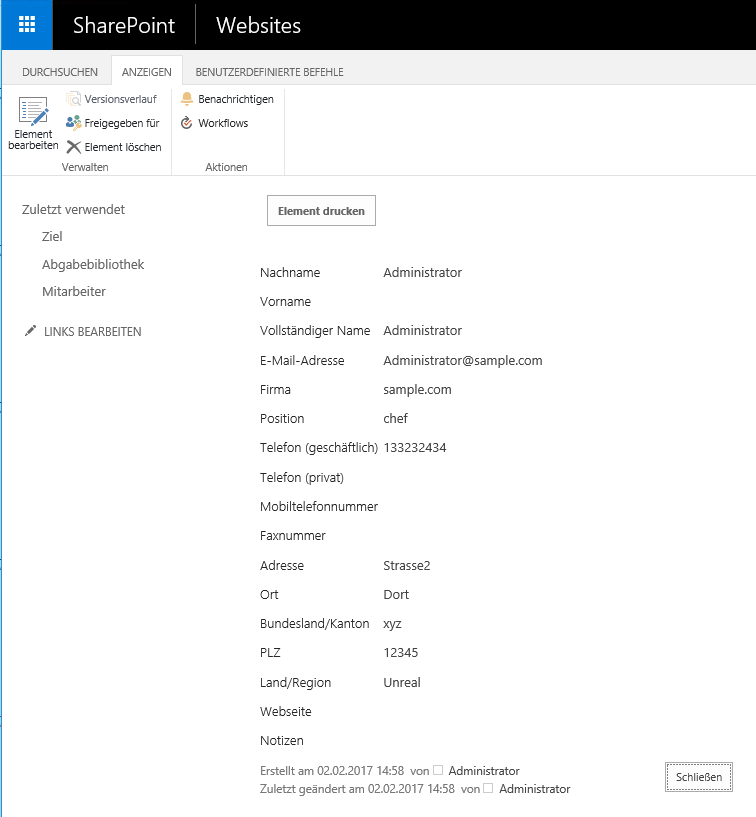 SharePoint Websites
DURCHSUCHEN ANZEIGEN BENUTZERDEFINIERTE BEFEHLE
Element bearbeiten
Versionsverlauf
Freigegeben für
Element löschen
Verwalten
Benachrichtigen
Workflows
Aktionen
Zuletzt verwendet
Ziel
Abgabebibliothek
Mitarbeiter
LINKS BEARBEITEN
Element drucken
Nachname Administrator
Vorname
Vollständiger Name Administrator
E-Mail-Adresse Administrator@sample.com
Firma sample.com
Position chef
Telefon (geschäftlich) 133232434
Telefon (privat)
Mobiltelefonnummer
Faxnummer
Adresse Strasse2
Ort Dort
Bundesland/Kanton xyz
PLZ 12345
Land/Region Unreal
Webseite
Notizen
Erstellt am 02.02.2017 14:58 von Administrator
Zuletzt geändert am 02.02.2017 14:58 von Administrator
Schließen